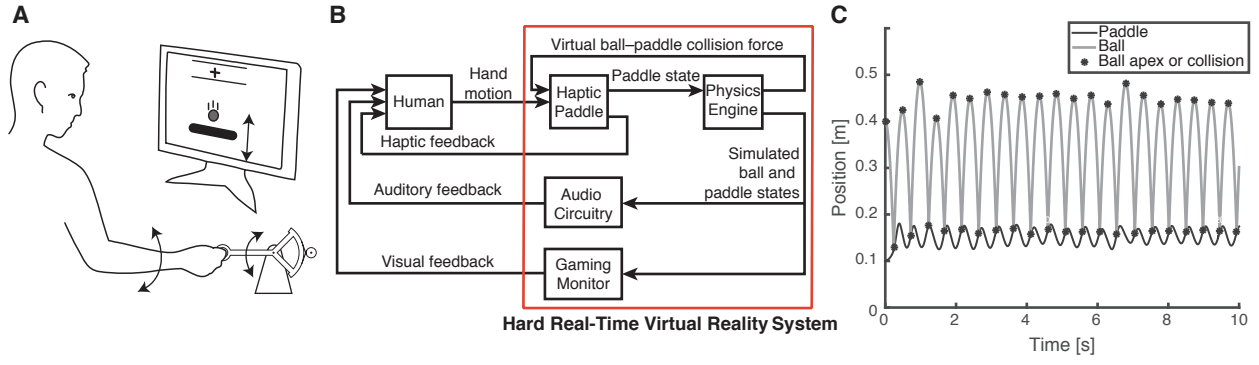 A
B
C
Virtual ball–paddle collision force
Hand
motion
Paddle state
Human
Haptic
Paddle
Physics
Engine
Haptic feedback
Simulated
ball and
paddle states
Auditory feedback
Audio
Circuitry
Visual feedback
Gaming
Monitor
Hard Real-Time Virtual Reality System
Paddle
Ball
Ball apex or collision
Position [m]
0.5
0.4
0.3
0.2
0.1
0
0 2 4 6 8 10
Time [s]